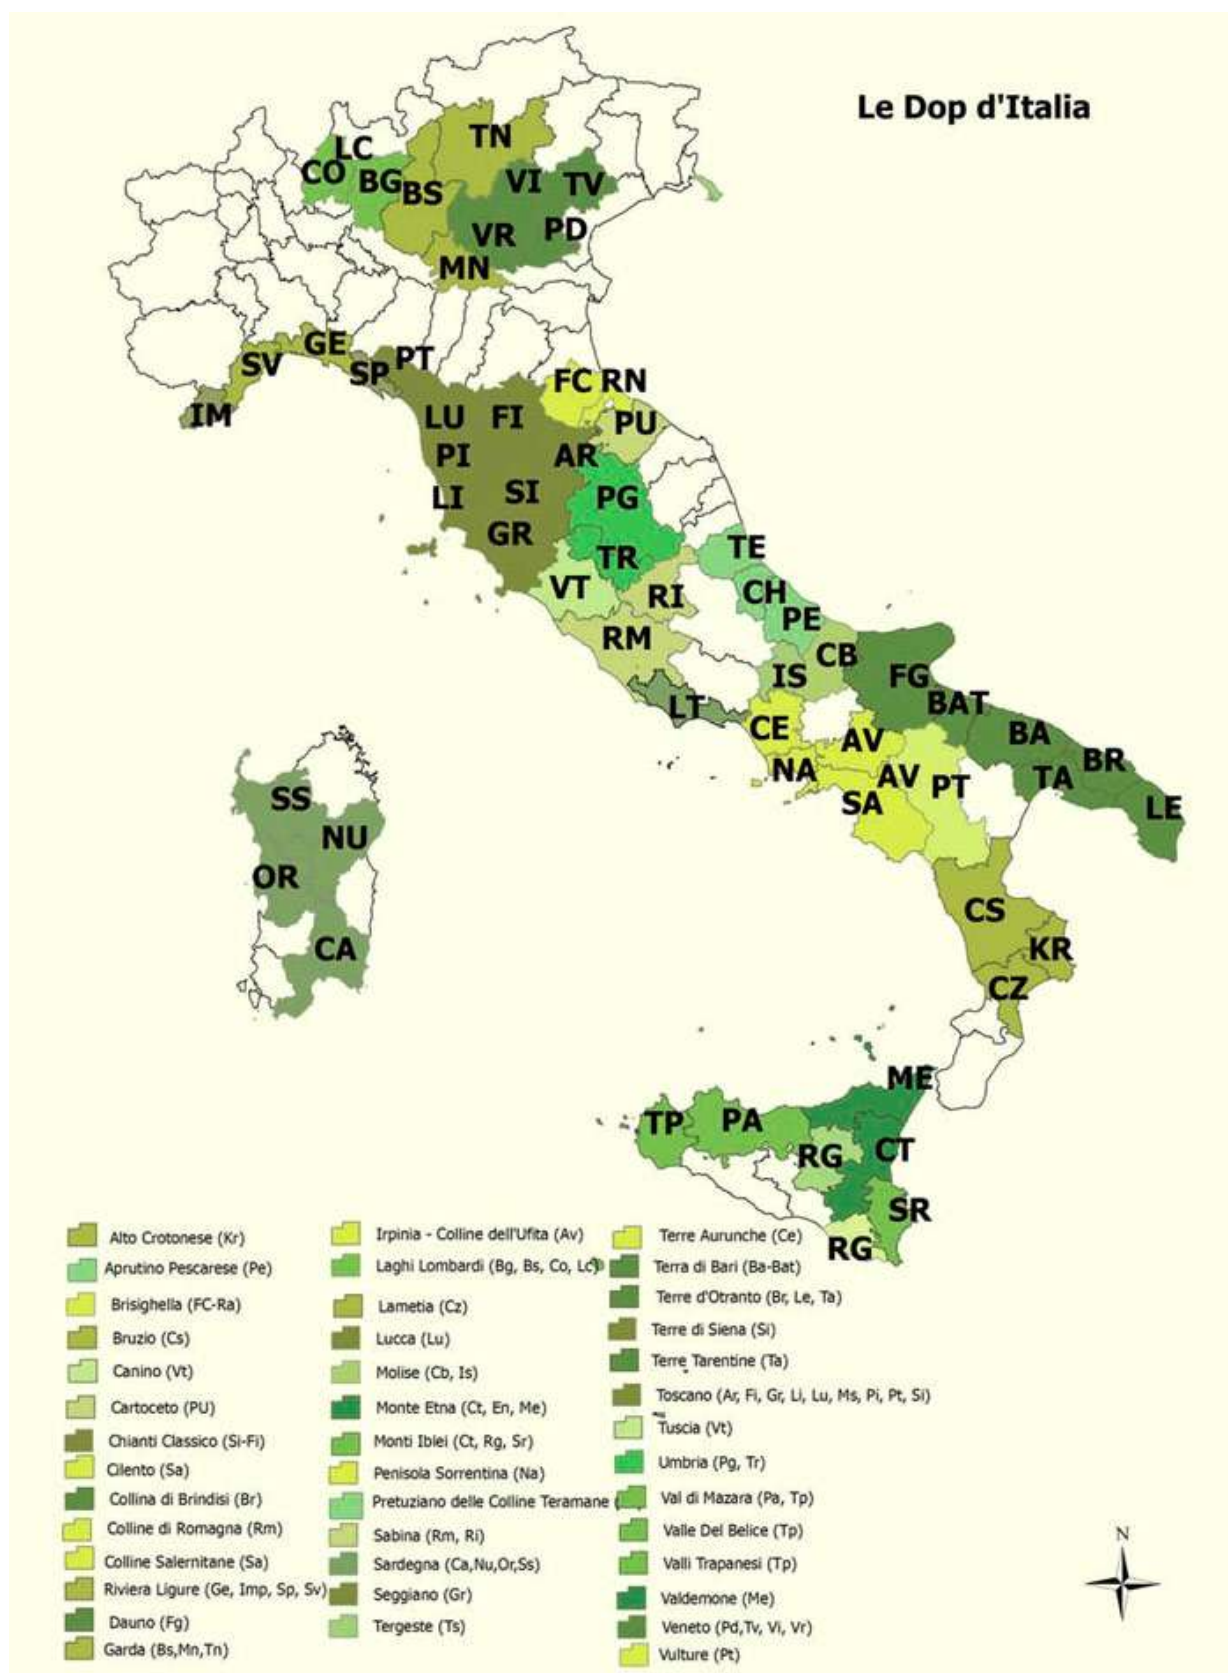 Le Dop d'Italia
TN
LC
CO
BG
BS
VI
TV
VR
PD
MN
GE
SV
PT
SP
IM
FC
RN
LU
FI
PU
PI
AR
LI
SI
PG
GR
TR
TE
VT
RI
CH
PE
RM
CB
IS
FG
LT
BAT
CE
AV
BA
BR
NA
AV
TA
PT
SA
LE
SS
NU
OR
CA
CS
KR
CZ
ME
TP
PA
RG
CT
SR
RG
Alto Crotonese (Kr)
Aprutino Pescarese (Pe)
Brisighella (FC-Ra)
Bruzio (Cs)
Canino (Vt)
Cartoceto (PU)
Chianti Classico (Si-Fi)
Cilento (Sa)
Collina di Brindisi (Br)
Colline di Romagna (Rm)
Colline Salernitane (Sa)
Riviera Ligure (Ge, Imp, Sp, Sv)
Dauno (Fg)
Garda (Bs,Mn,Tn)
Irpinia - Colline dell'Ufita (Av)
Laghi Lombardi (Bg, Bs, Co, Lc)
Lametia (Cz)
Lucca (Lu)
Molise (Cb, Is)
Monte Etna (Ct, En, Me)
Monti Iblei (Ct, Rg, Sr)
Penisola Sorrentina (Na)
Pretuziano delle Colline Teramane (
Sabina (Rm, Ri)
Sardegna (Ca,Nu,Or,Ss)
Seggiano (Gr)
Tergeste (Ts)
Terre Aurunche (Ce)
Terra di Bari (Ba-Bat)
Terre d'Otranto (Br, Le, Ta)
Terre di Siena (Si)
Terre Tarentine (Ta)
Toscano (Ar, Fi, Gr, Li, Lu, Ms, Pi, Pt, Si)
Tuscia (Vt)
Umbria (Pg, Tr)
Val di Mazara (Pa, Tp)
Valle Del Belice (Tp)
Valli Trapanesi (Tp)
Valdemone (Me)
Veneto (Pd,Tv, Vi, Vr)
Vulture (Pt)
N